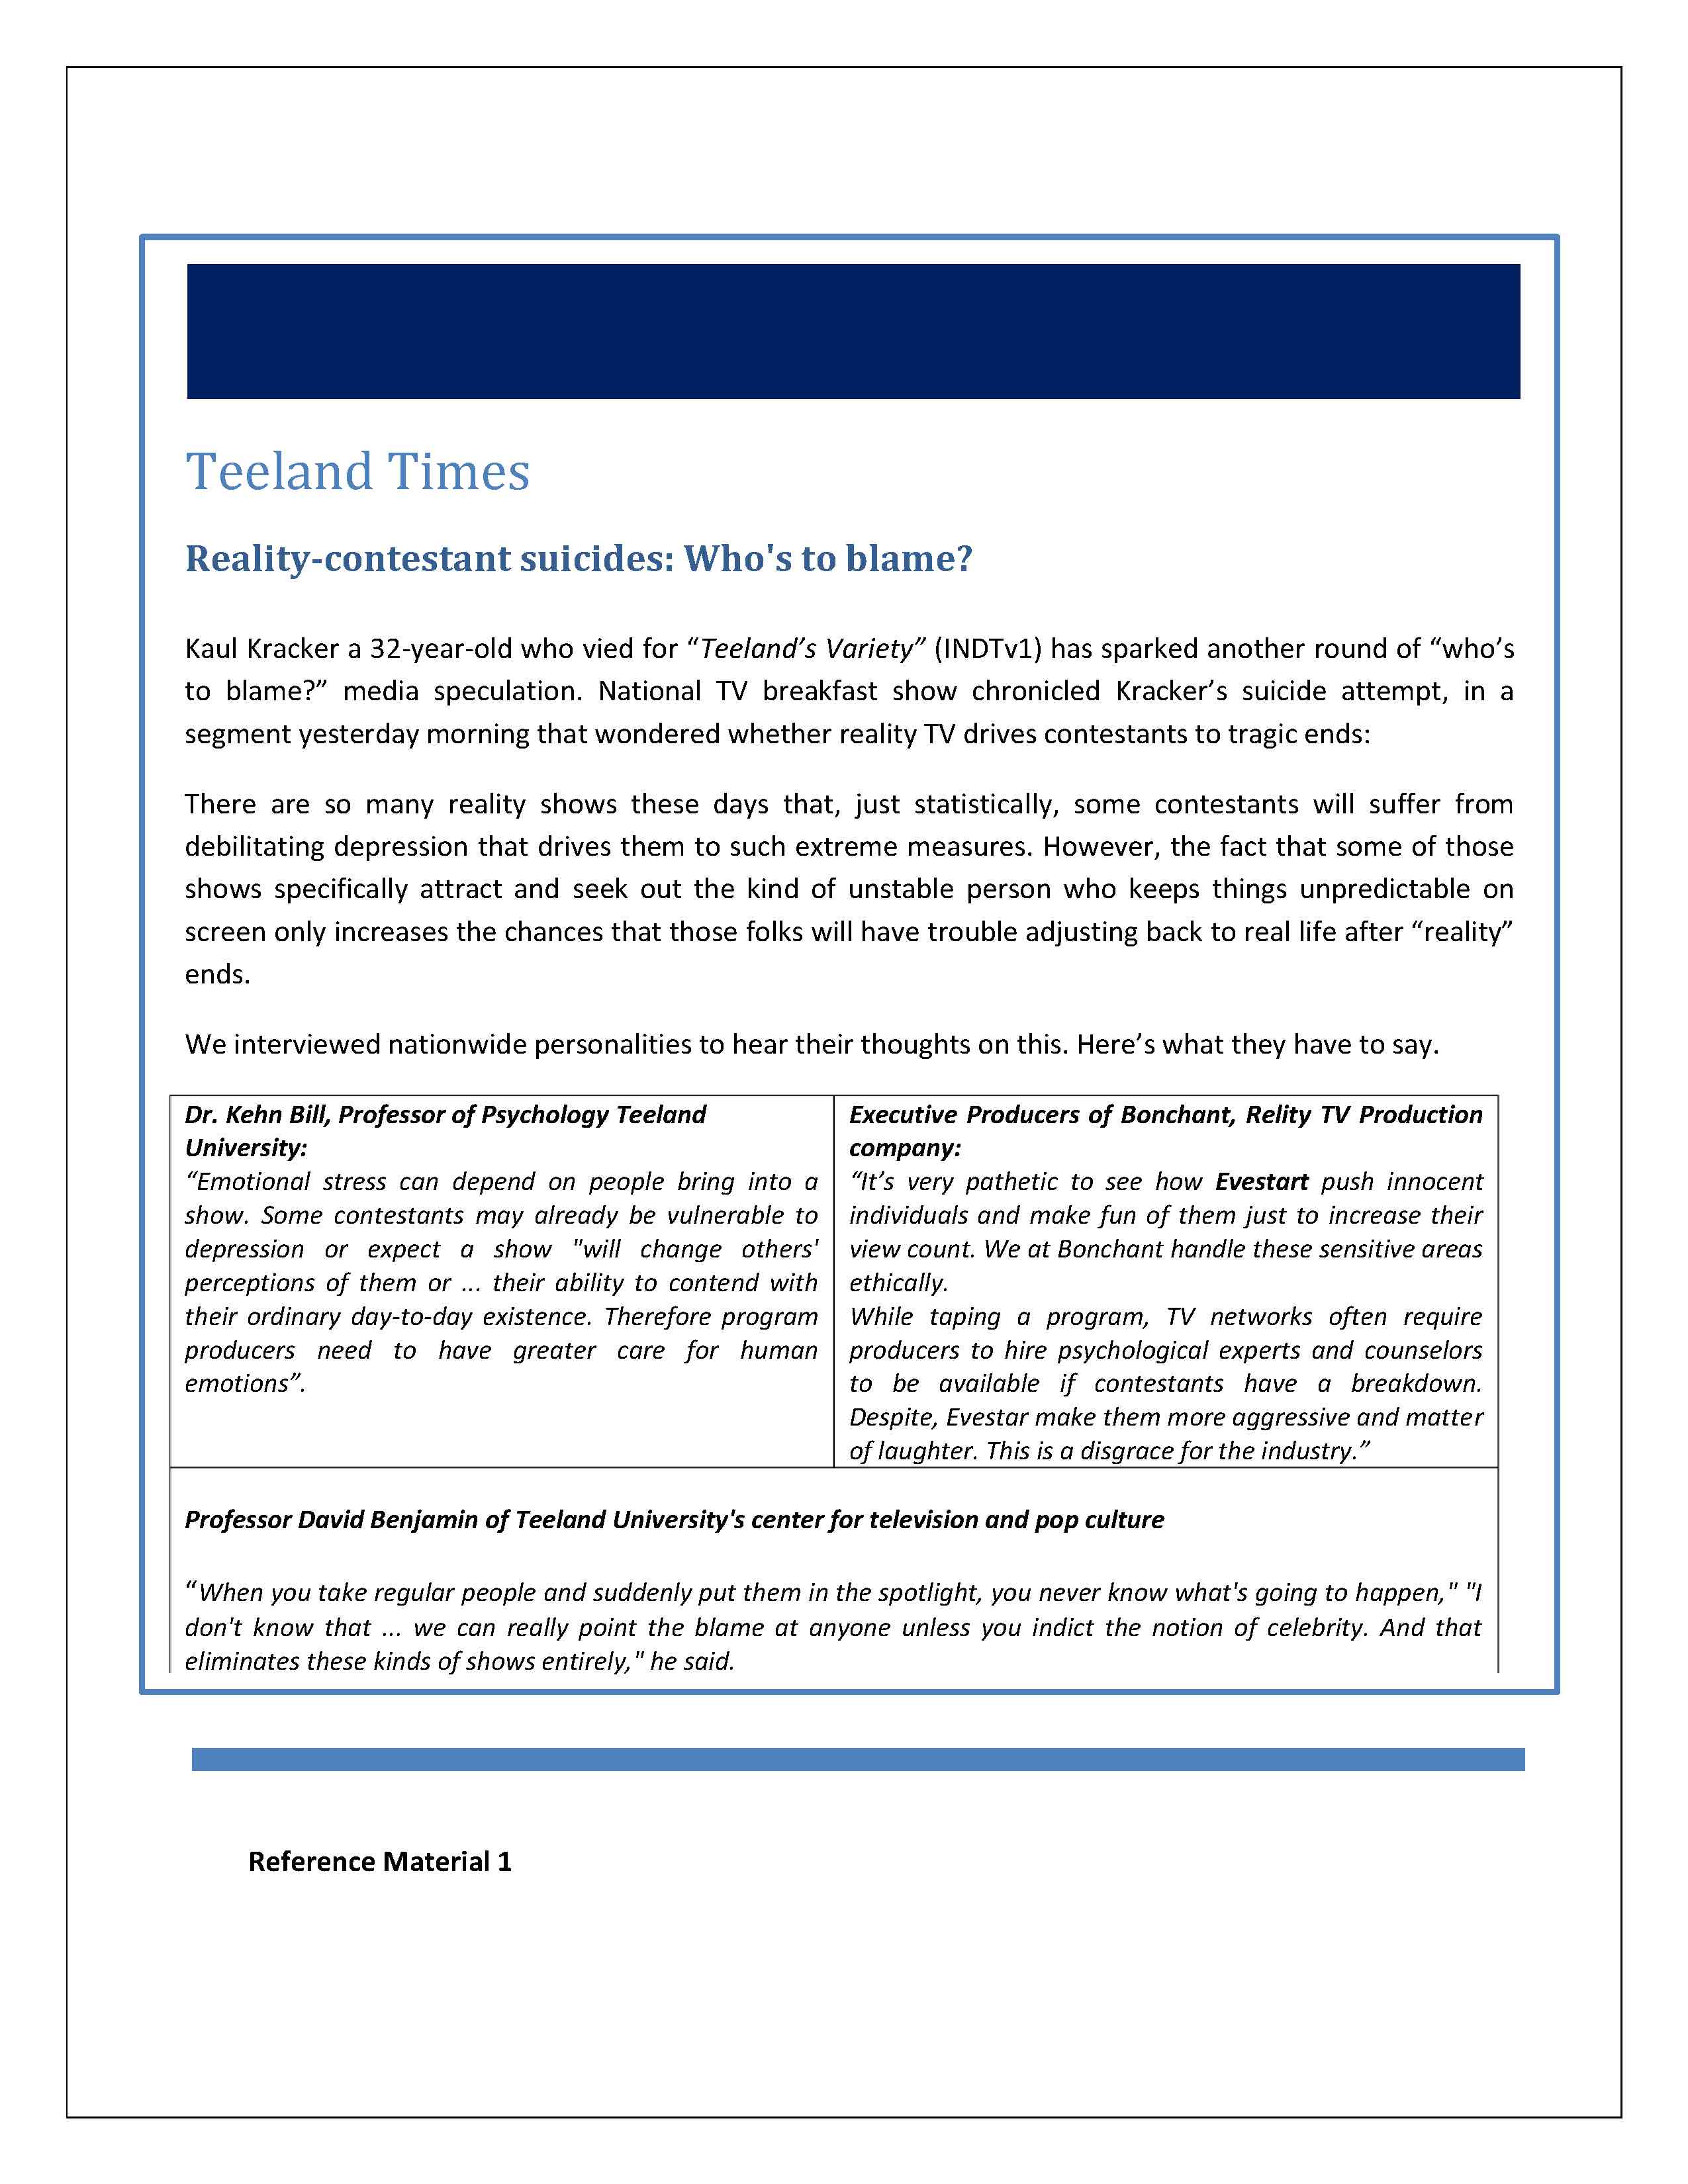 Teeland Times
Reality-contestant suicides: Who's to blame?
Kaul Kracker a 32-year-old who vied for “Teeland’s Variety” (INDTv1) has sparked another round of “who’s
to blame?” media speculation. National TV breakfast show chronicled Kracker’s suicide attempt, in a
segment yesterday morning that wondered whether reality TV drives contestants to tragic ends:
There are so many reality shows these days that, just statistically, some contestants will suffer from
debilitating depression that drives them to such extreme measures. However, the fact that some of those
shows specifically attract and seek out the kind of unstable person who keeps things unpredictable on
screen only increases the chances that those folks will have trouble adjusting back to real life after “reality”
ends.
We interviewed nationwide personalities to hear their thoughts on this. Here’s what they have to say.
Dr. Kehn Bill, Professor of Psychology Teeland
University:
“Emotional stress can depend on people bring into a
show. Some contestants may already be vulnerable to
depression or expect a show "will change others'
perceptions of them or ... their ability to contend with
their ordinary day-to-day existence. Therefore program
producers need to have greater care for human
emotions”.
Executive Producers of Bonchant, Relity TV Production
company:
“It’s very pathetic to see how Evestart push innocent
individuals and make fun of them just to increase their
view count. We at Bonchant handle these sensitive areas
ethically.
While taping a program, TV networks often require
producers to hire psychological experts and counselors
to be available if contestants have a breakdown.
Despite, Evestar make them more aggressive and matter
of laughter. This is a disgrace for the industry.”
Professor David Benjamin of Teeland University's center for television and pop culture
“When you take regular people and suddenly put them in the spotlight, you never know what's going to happen," "I
don't know that ... we can really point the blame at anyone unless you indict the notion of celebrity. And that
eliminates these kinds of shows entirely," he said.
Reference Material 1